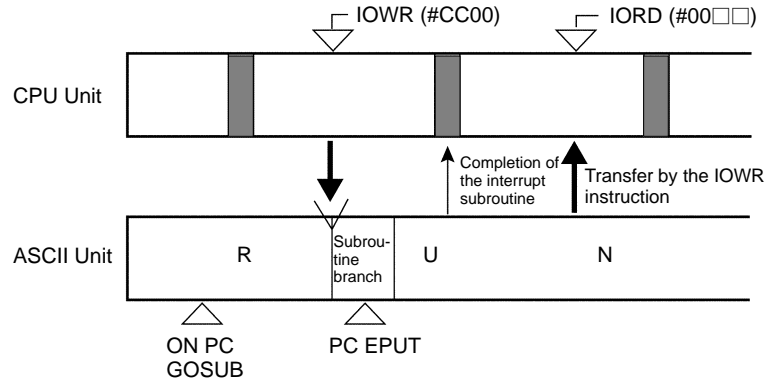 IOWR (#CC00)
IORD (#00□□)
CPU Unit
Completion of
the interrupt
subroutine
Transfer by the IOWR
instruction
ASCII Unit
R
Subrou-
tine
branch
U
N
ON PC
GOSUB
PC EPUT